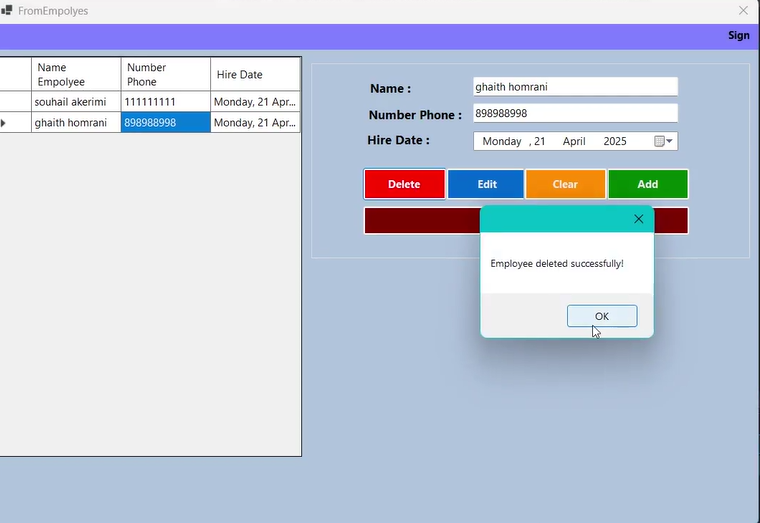 FromEmpolyes
Sign
Name Empolyee
Number Phone
Hire Date
souhail akerimi 111111111 Monday, 21 Apr...
ghaith homrani 898988998 Monday, 21 Apr...
Name : ghaith homrani
Number Phone : 898988998
Hire Date : Monday , 21 April 2025
Delete Edit Clear Add
Employee deleted successfully!
OK